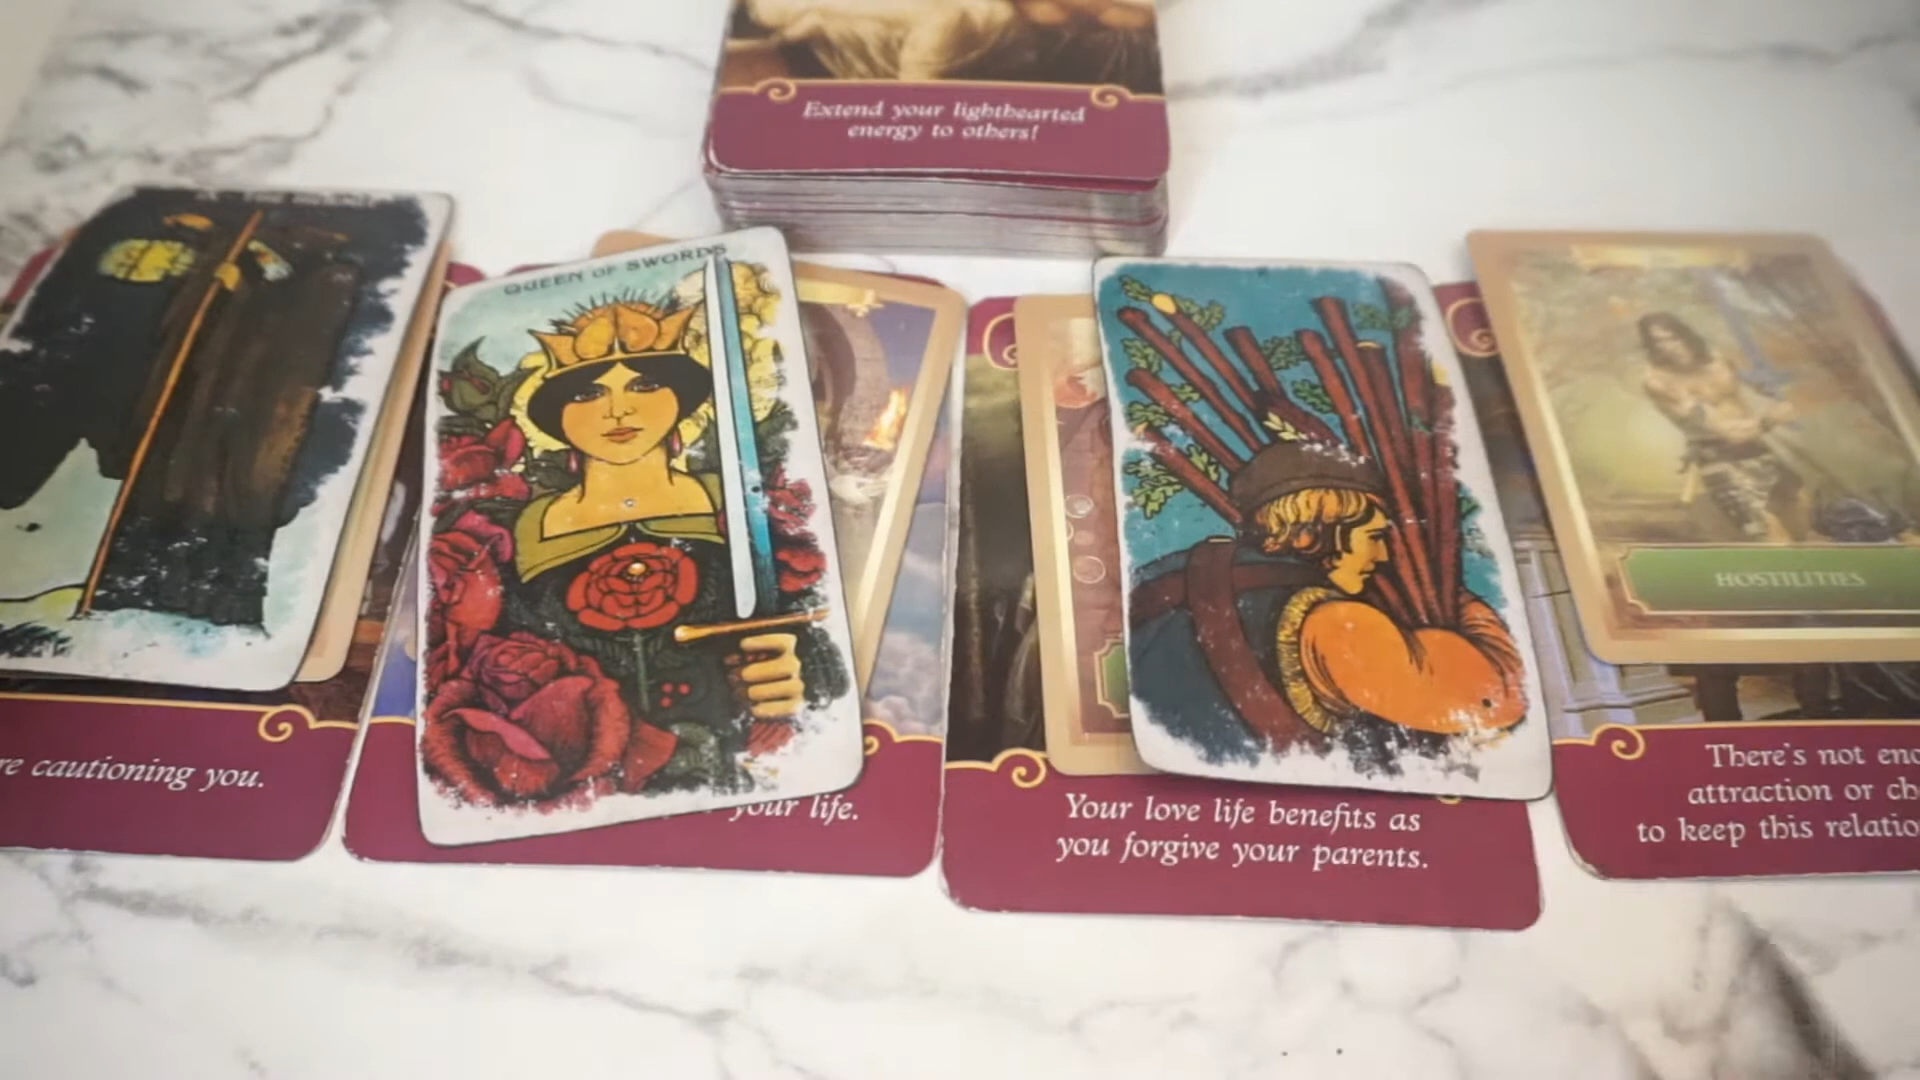 Extend your lighthearted
energy to others!
QUEEN OF SWORDS
HOSTILITIES
re cautioning you.
your life.
Your love life benefits as
you forgive your parents.
There's not eno
attraction or ch
to keep this relatio